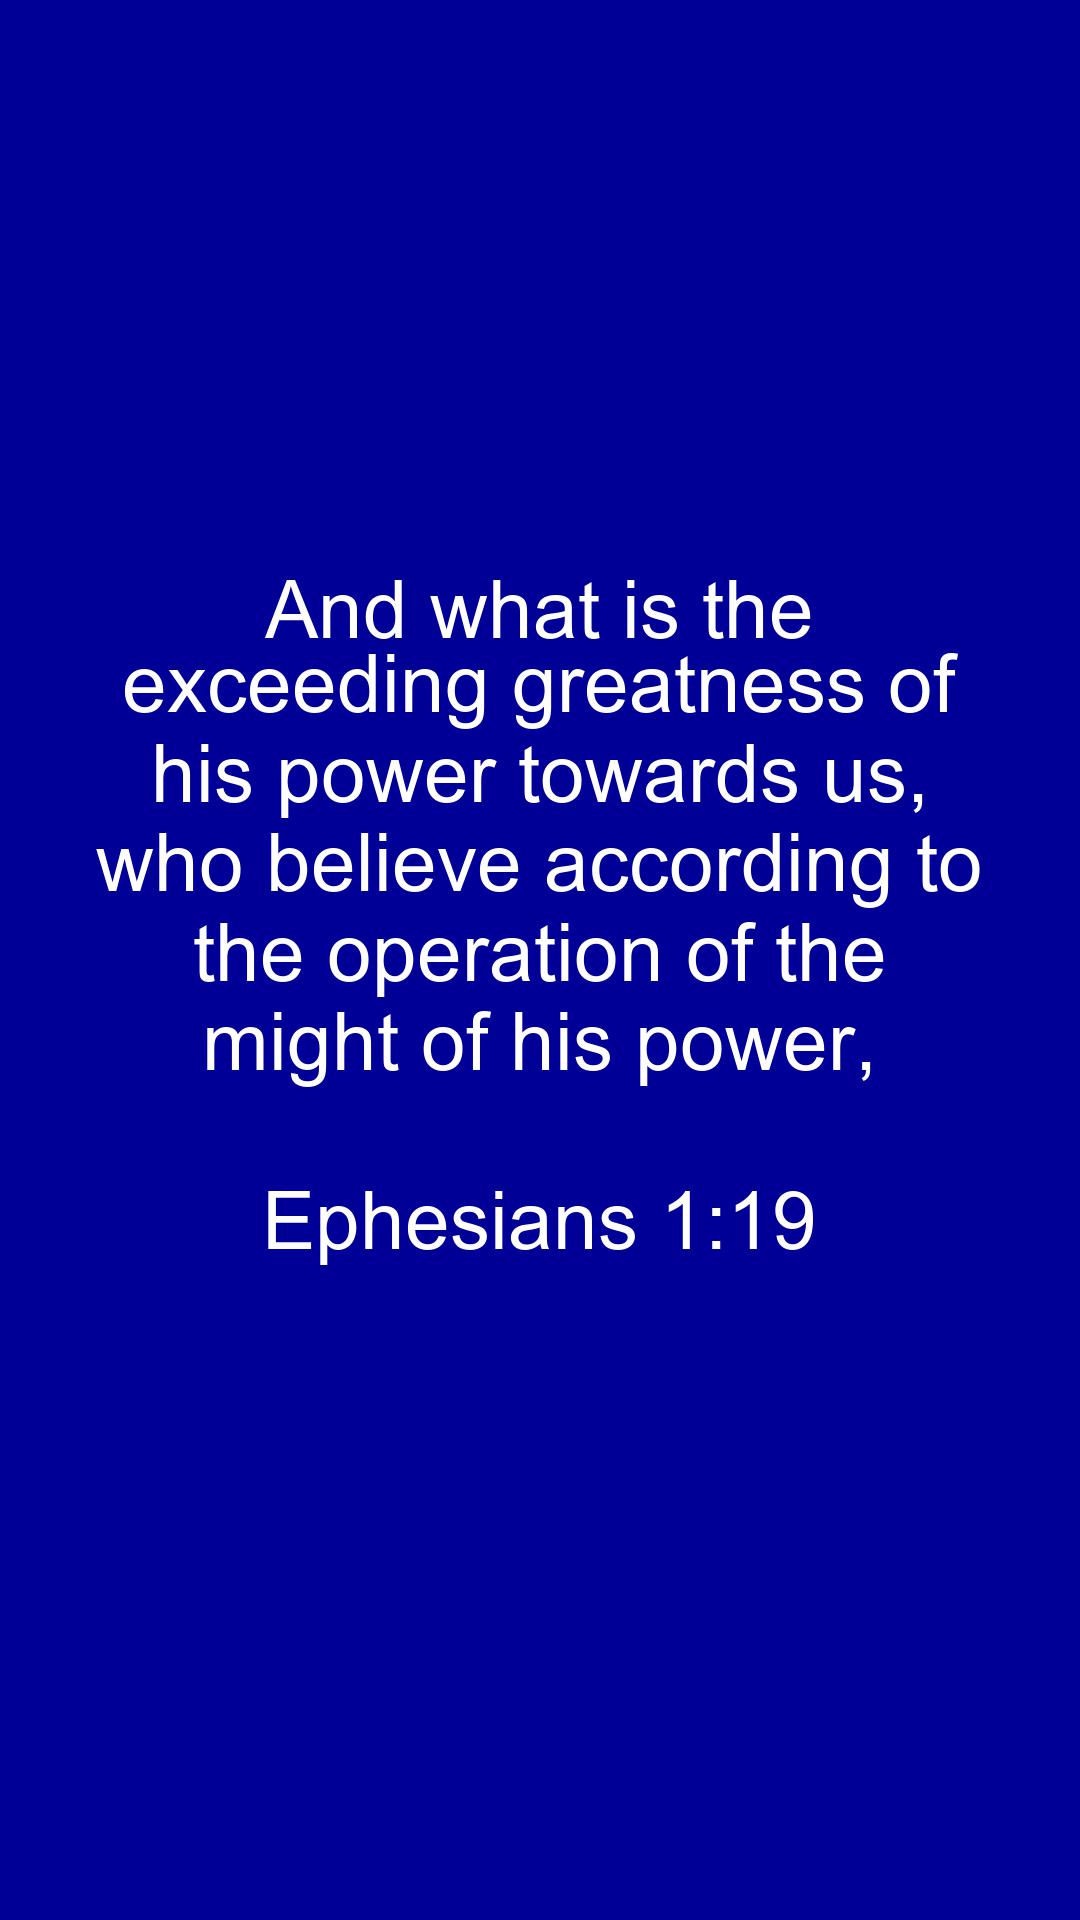 And what is the
exceeding greatness of
his power towards us,
who believe according to
the operation of the
might of his power,
Ephesians 1:19